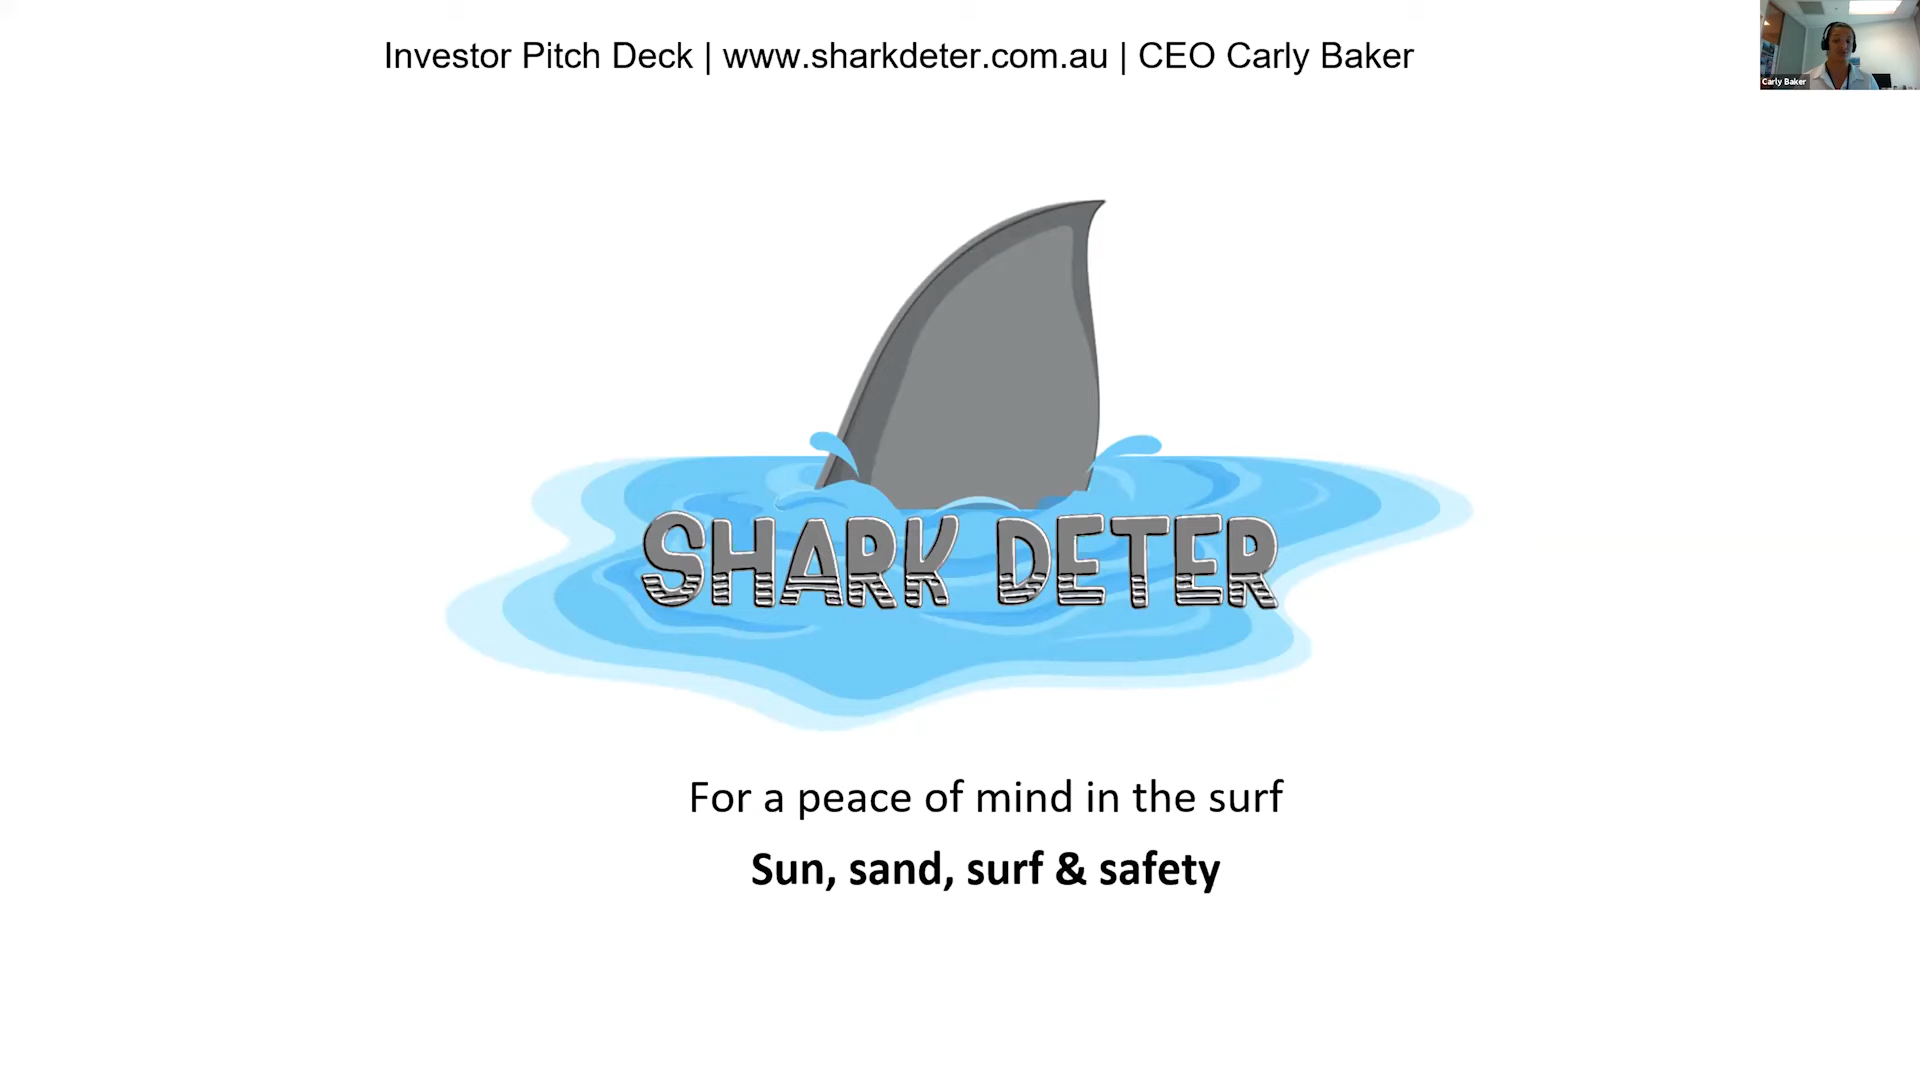 Investor Pitch Deck | www.sharkdeter.com.au | CEO Carly Baker
Carly Baker
SHARK DETER
For a peace of mind in the surf
Sun, sand, surf & safety